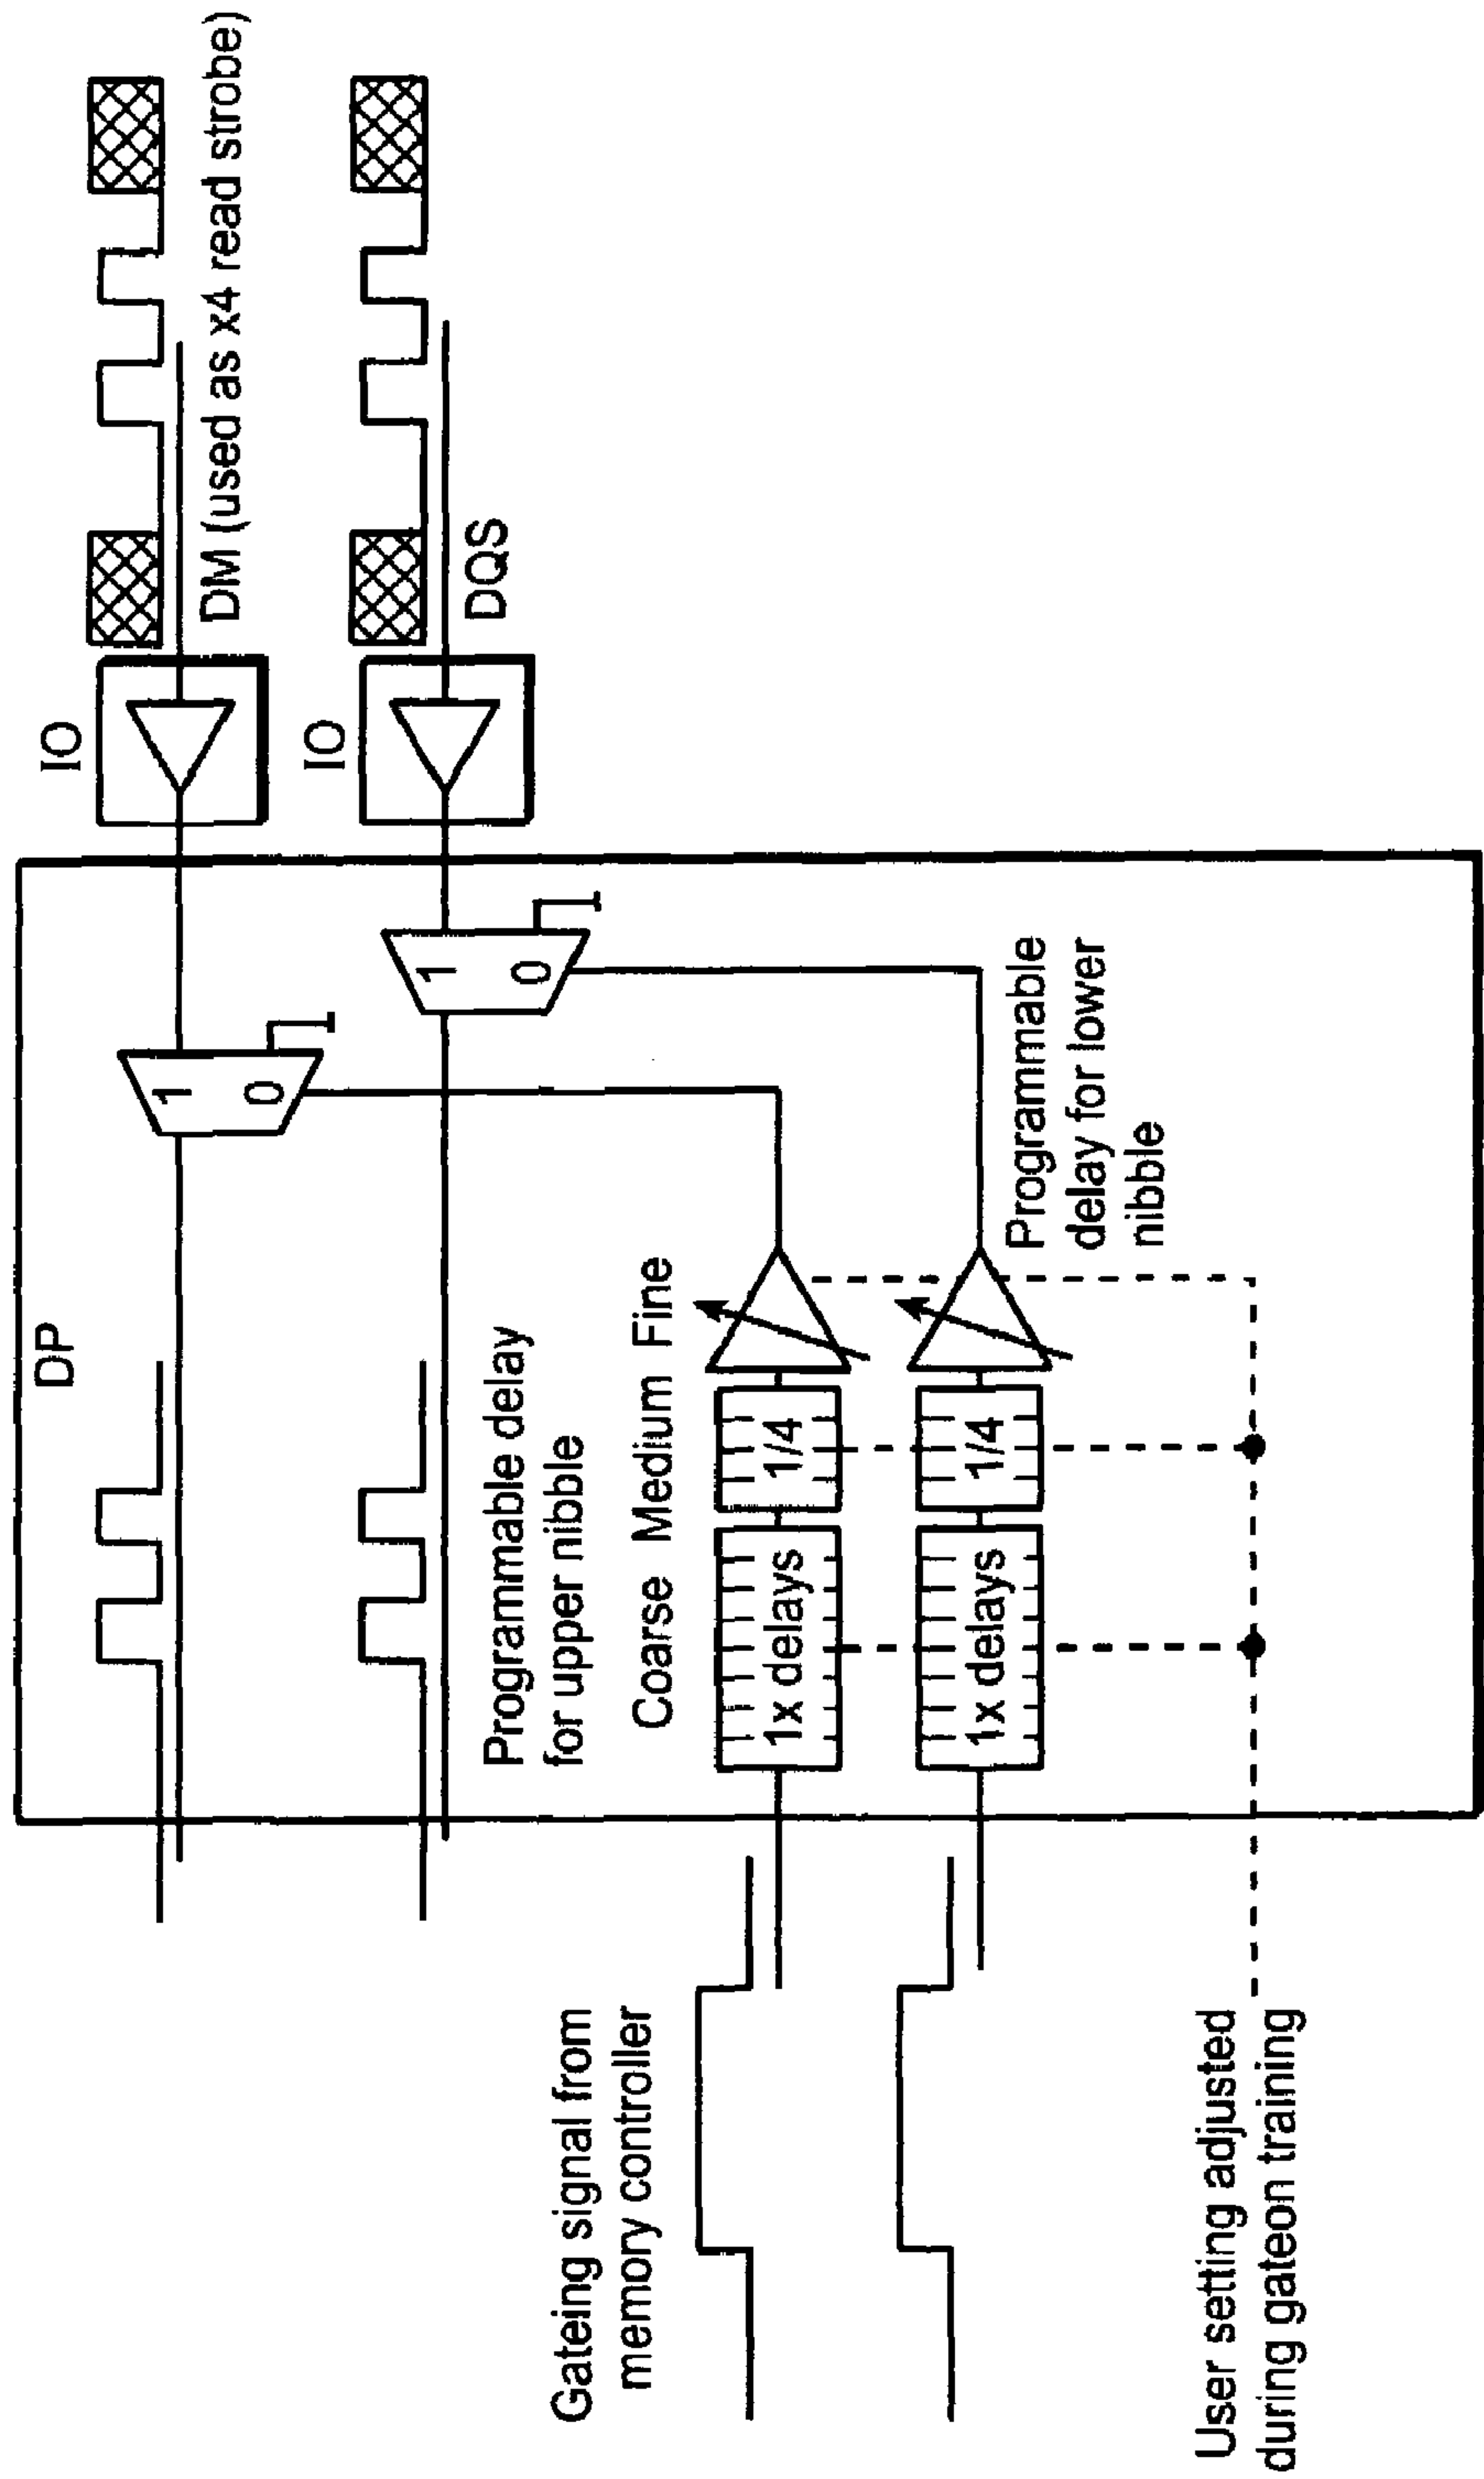 DP
IO
DM (used as x4 read strobe)
1
0
IO
DQS
1
0
Programmable delay
for upper nibble
Coarse Medium Fine
Gateing signal from
memory controller
1x delays
1/4
1x delays
1/4
Programmable
delay for lower
nibble
User setting adjusted
during gateon training